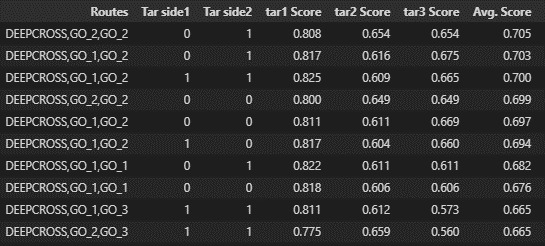 Routes Tar side1 Tar side2 tar1 Score tar2 Score tar3 Score Avg. Score
DEEPCROSS,GO_2,GO_2 0 1 0.808 0.654 0.654 0.705
DEEPCROSS,GO_1,GO_2 0 1 0.817 0.616 0.675 0.703
DEEPCROSS,GO_1,GO_2 1 1 0.825 0.609 0.665 0.700
DEEPCROSS,GO_2,GO_2 0 0 0.800 0.649 0.649 0.699
DEEPCROSS,GO_1,GO_2 0 0 0.811 0.611 0.669 0.697
DEEPCROSS,GO_1,GO_2 1 0 0.817 0.604 0.660 0.694
DEEPCROSS,GO_1,GO_1 0 1 0.822 0.611 0.611 0.682
DEEPCROSS,GO_1,GO_1 0 0 0.818 0.606 0.606 0.676
DEEPCROSS,GO_1,GO_3 1 1 0.811 0.612 0.573 0.665
DEEPCROSS,GO_2,GO_3 1 1 0.775 0.659 0.560 0.665